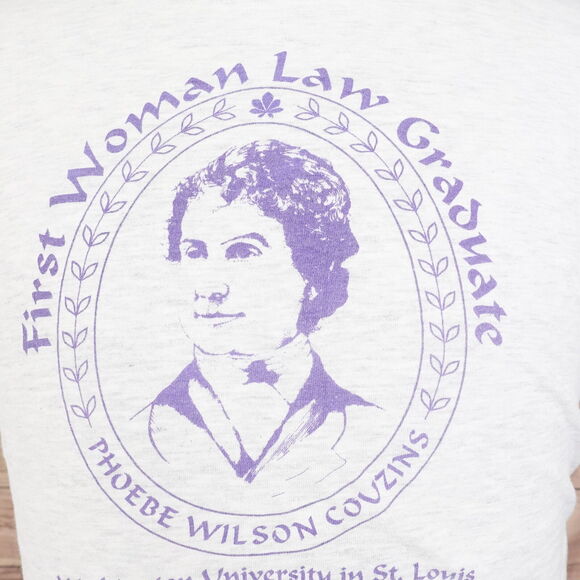 First Woman Law Graduate
PHOEBE WILSON COUZINS
University in St. Louis